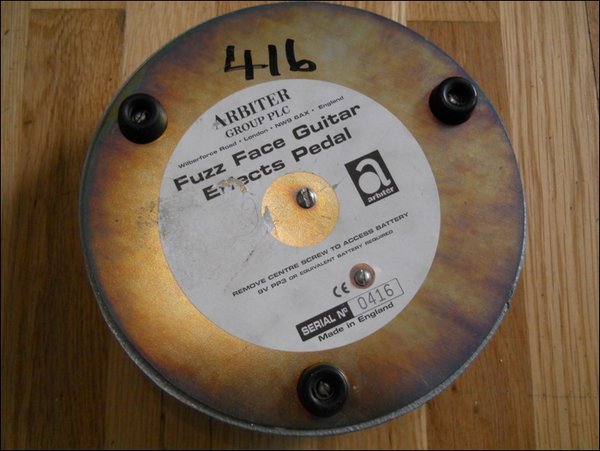 416
ARBITER
GROUP PLC
Wilberforce Road • London • NW9 6AX • England
Fuzz Face Guitar
Effects Pedal
a
arbiter
REMOVE CENTRE SCREW TO ACCESS BATTERY
9V PP3 OR EQUIVALENT BATTERY REQUIRED
CE
SERIAL Nº 0416
Made in England